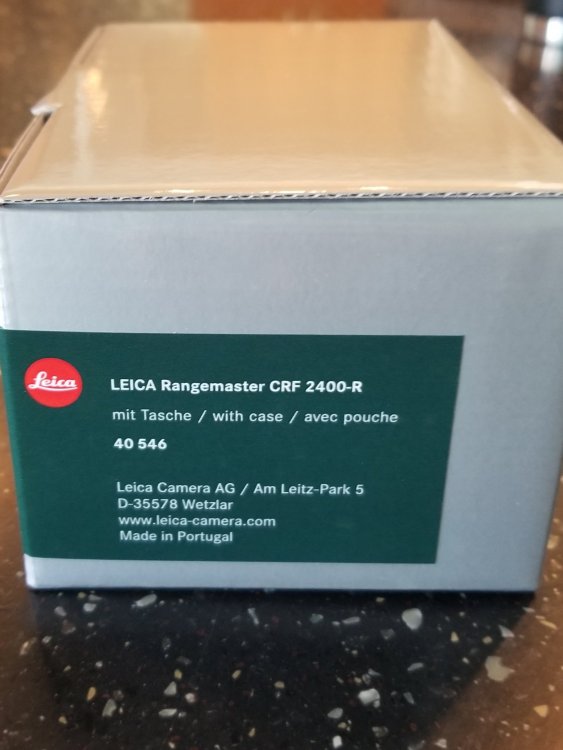 Leica
LEICA Rangemaster CRF 2400-R
mit Tasche / with case / avec pouche
40 546
Leica Camera AG / Am Leitz-Park 5
D-35578 Wetzlar
www.leica-camera.com
Made in Portugal